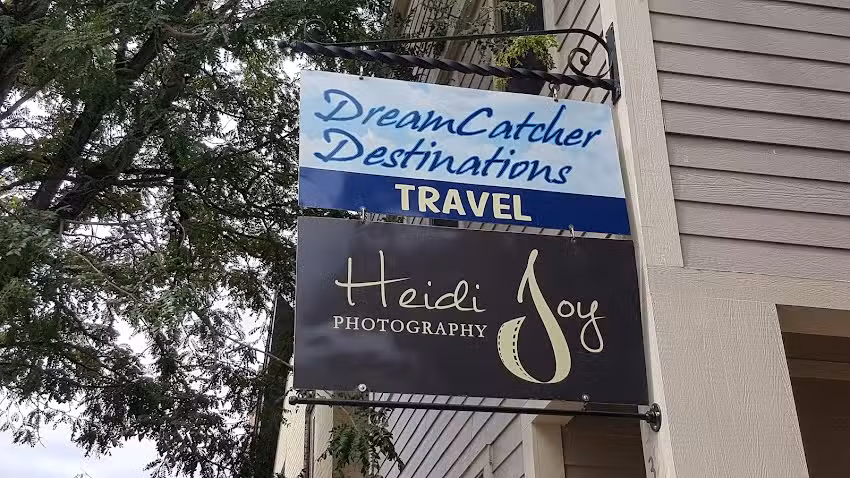 DreamCatcher
Destinations
TRAVEL
Heidi Joy
PHOTOGRAPHY